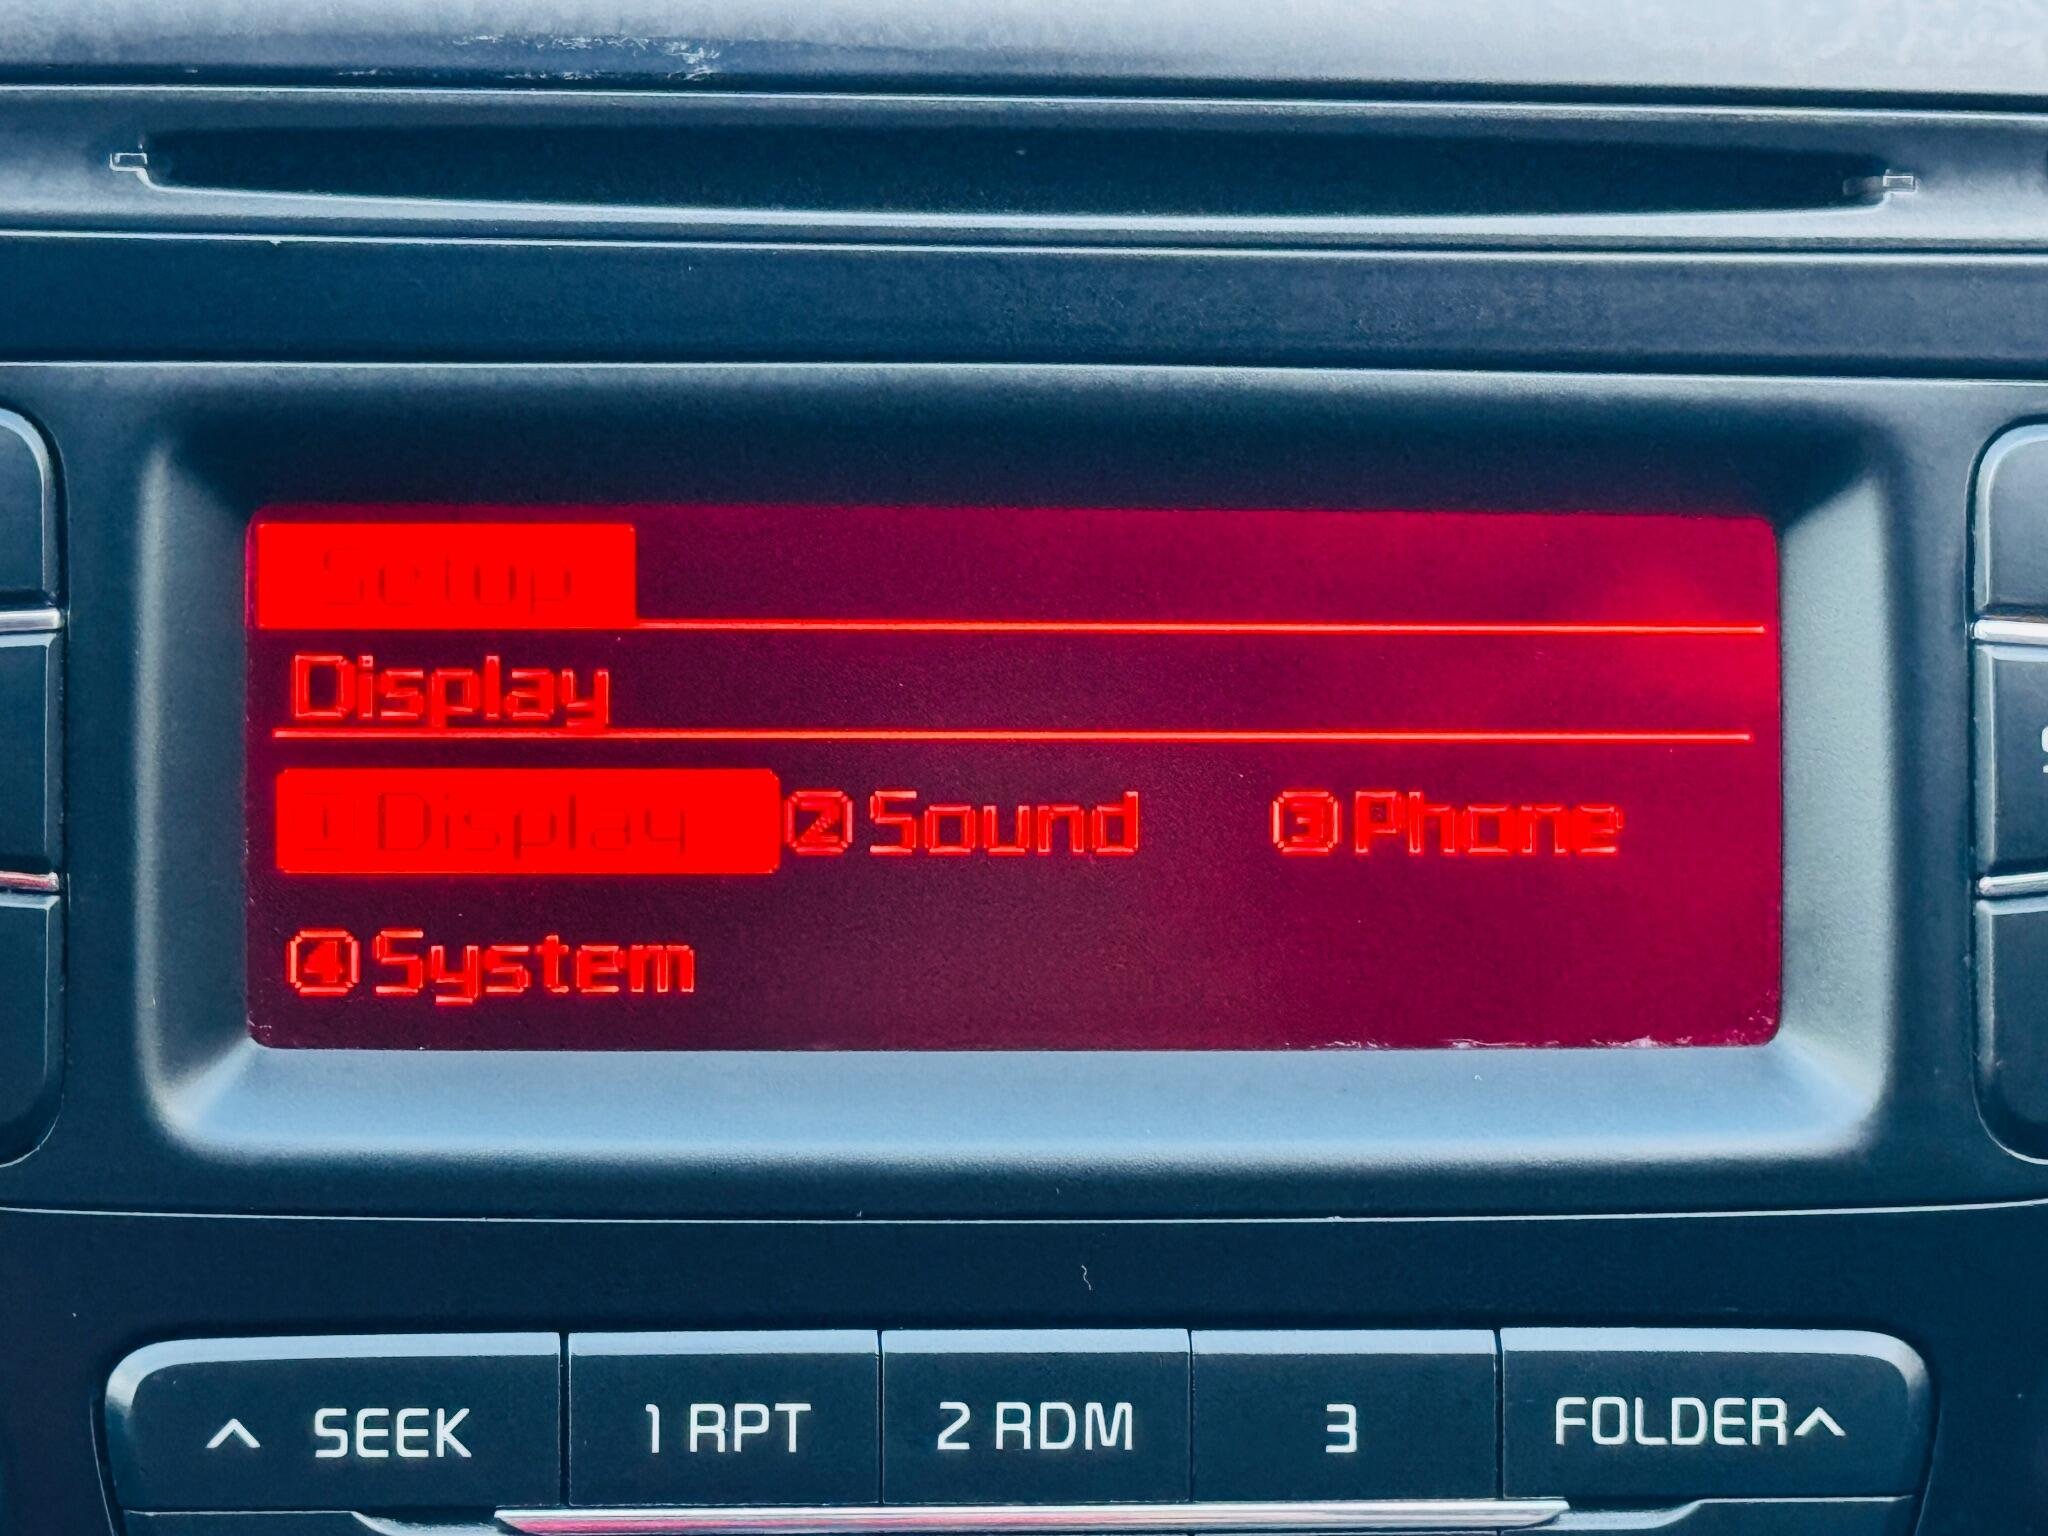 Setup
Display
1 Display 2 Sound 3 Phone
4 System
^ SEEK 1 RPT 2 RDM 3 FOLDER ^